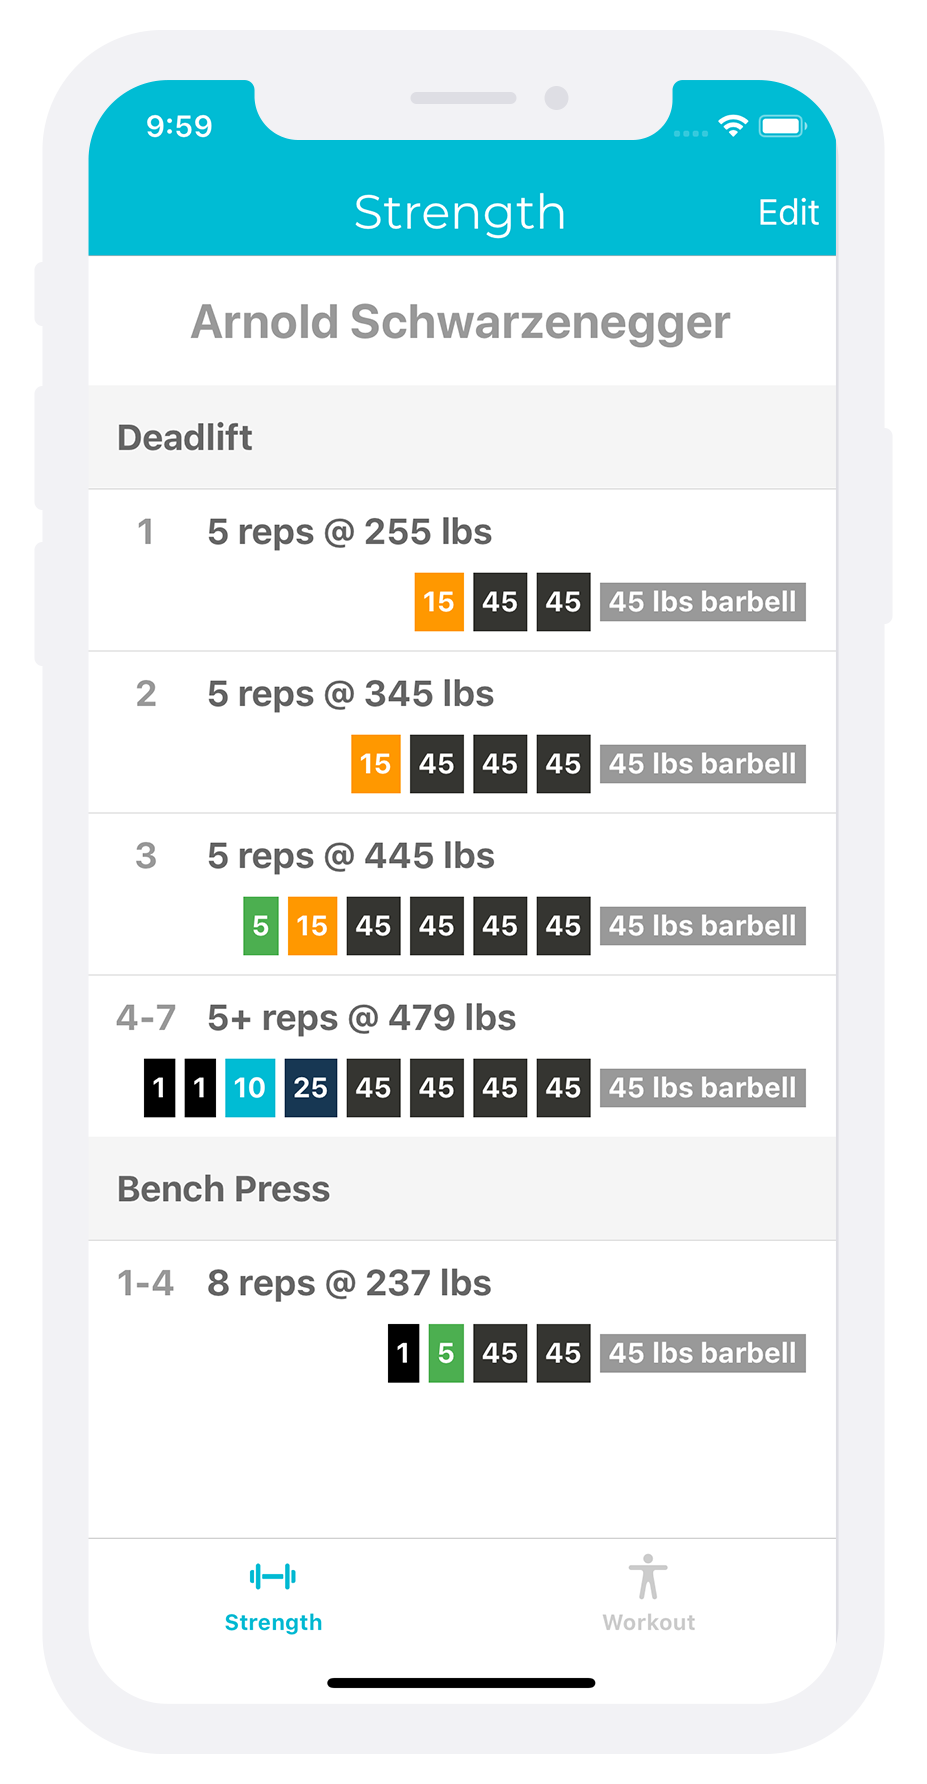 9:59
Strength Edit
Arnold Schwarzenegger
Deadlift
1 5 reps @ 255 lbs
15 45 45 45 lbs barbell
2 5 reps @ 345 lbs
15 45 45 45 45 lbs barbell
3 5 reps @ 445 lbs
5 15 45 45 45 45 45 lbs barbell
4-7 5+ reps @ 479 lbs
1 1 10 25 45 45 45 45 45 lbs barbell
Bench Press
1-4 8 reps @ 237 lbs
1 5 45 45 45 lbs barbell
Strength Workout